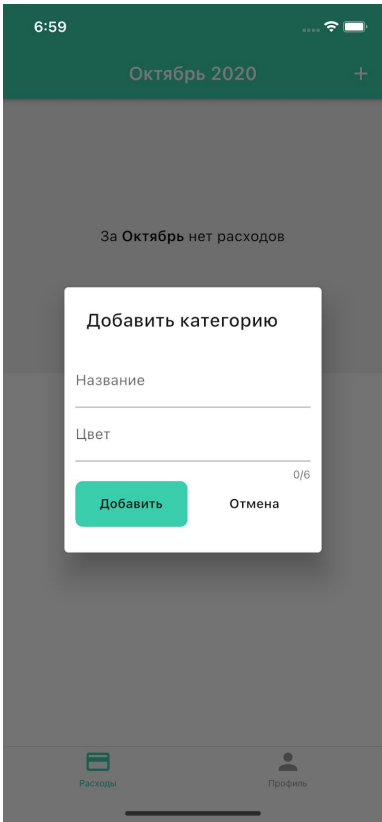 6:59
Октябрь 2020 +
За Октябрь нет расходов
Добавить категорию
Название
Цвет
0/6
Добавить Отмена
Расходы Профиль